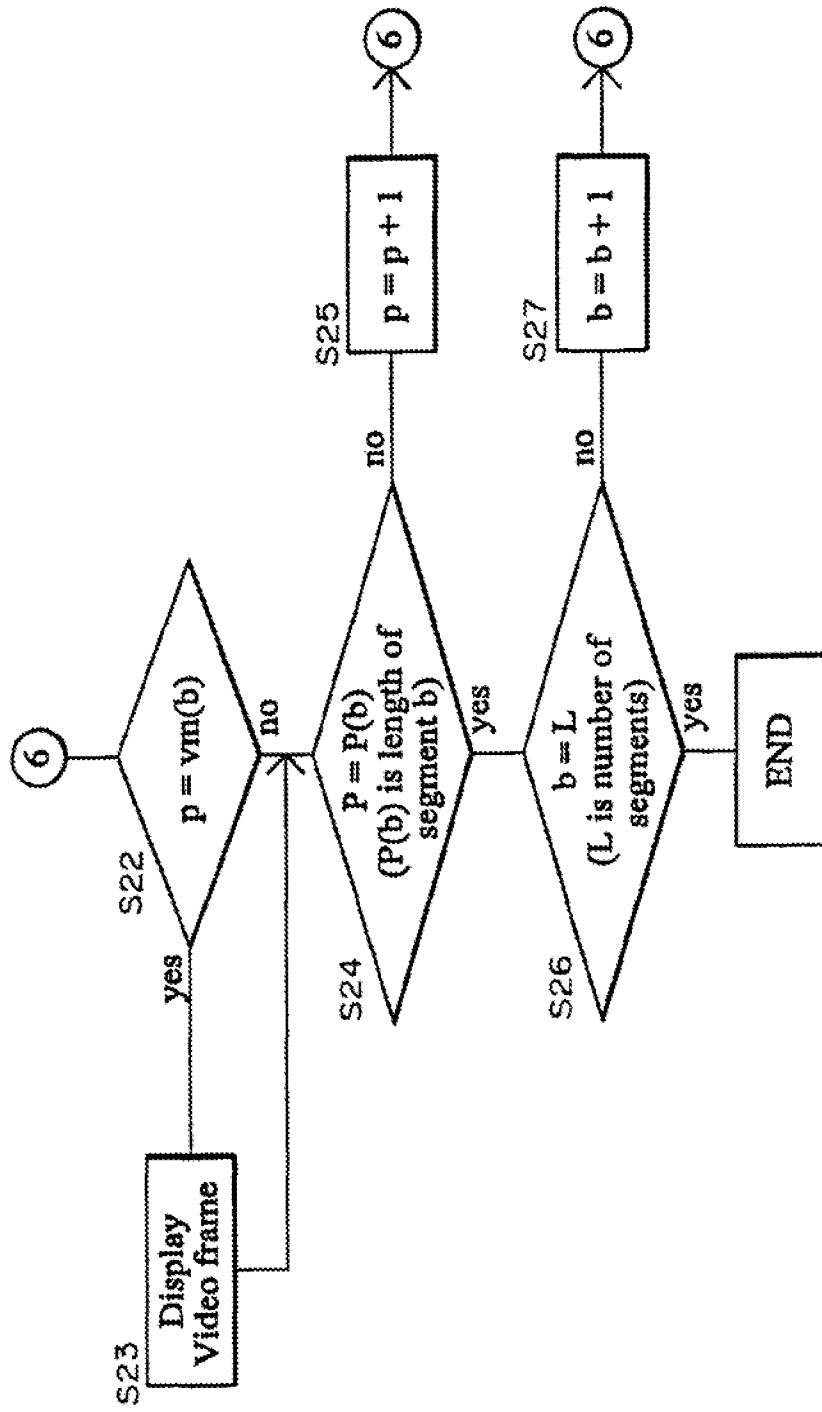 6
S22
p = vm(b)
yes
no
S23
Display
Video frame
S24
P = P(b)
(P(b) is length of
segment b)
no
yes
S25
p = p + 1
6
S26
b = L
(L is number of
segments)
no
yes
S27
b = b + 1
6
END